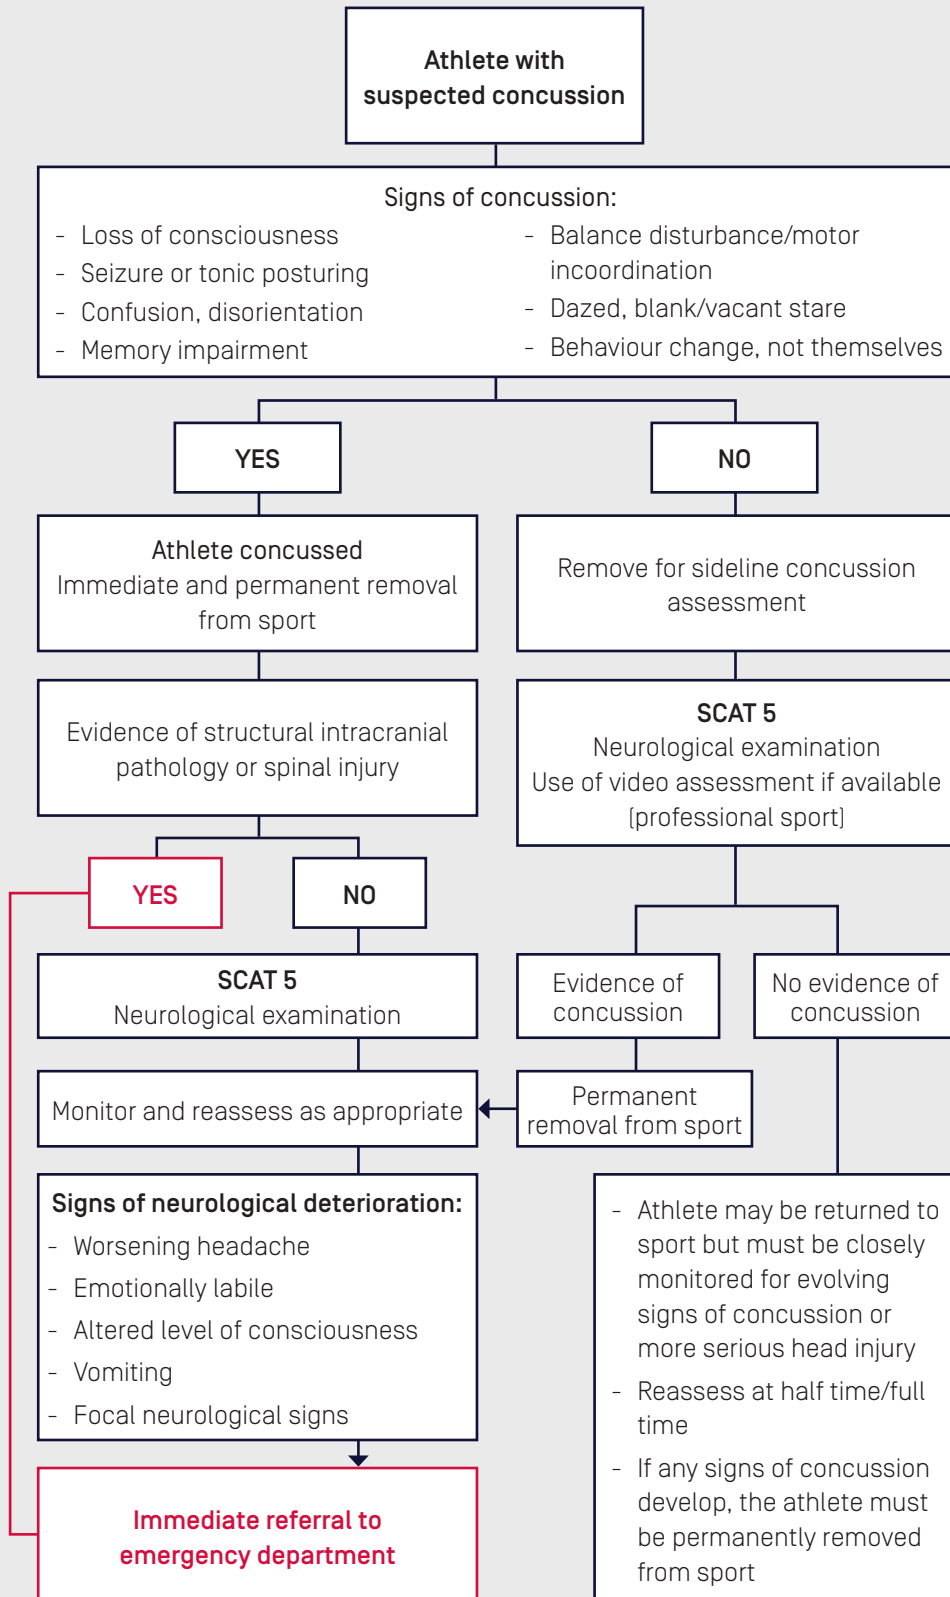 Athlete with
suspected concussion
Signs of concussion:
- Loss of consciousness
- Seizure or tonic posturing
- Confusion, disorientation
- Memory impairment
- Balance disturbance/motor
incoordination
- Dazed, blank/vacant stare
- Behaviour change, not themselves
YES
NO
Athlete concussed
Immediate and permanent removal
from sport
Remove for sideline concussion
assessment
Evidence of structural intracranial
pathology or spinal injury
SCAT 5
Neurological examination
Use of video assessment if available
(professional sport)
YES
NO
SCAT 5
Neurological examination
Evidence of
concussion
No evidence of
concussion
Monitor and reassess as appropriate
Permanent
removal from sport
Signs of neurological deterioration:
- Worsening headache
- Emotionally labile
- Altered level of consciousness
- Vomiting
- Focal neurological signs
- Athlete may be returned to
sport but must be closely
monitored for evolving
signs of concussion or
more serious head injury
- Reassess at half time/full
time
- If any signs of concussion
develop, the athlete must
be permanently removed
from sport
Immediate referral to
emergency department